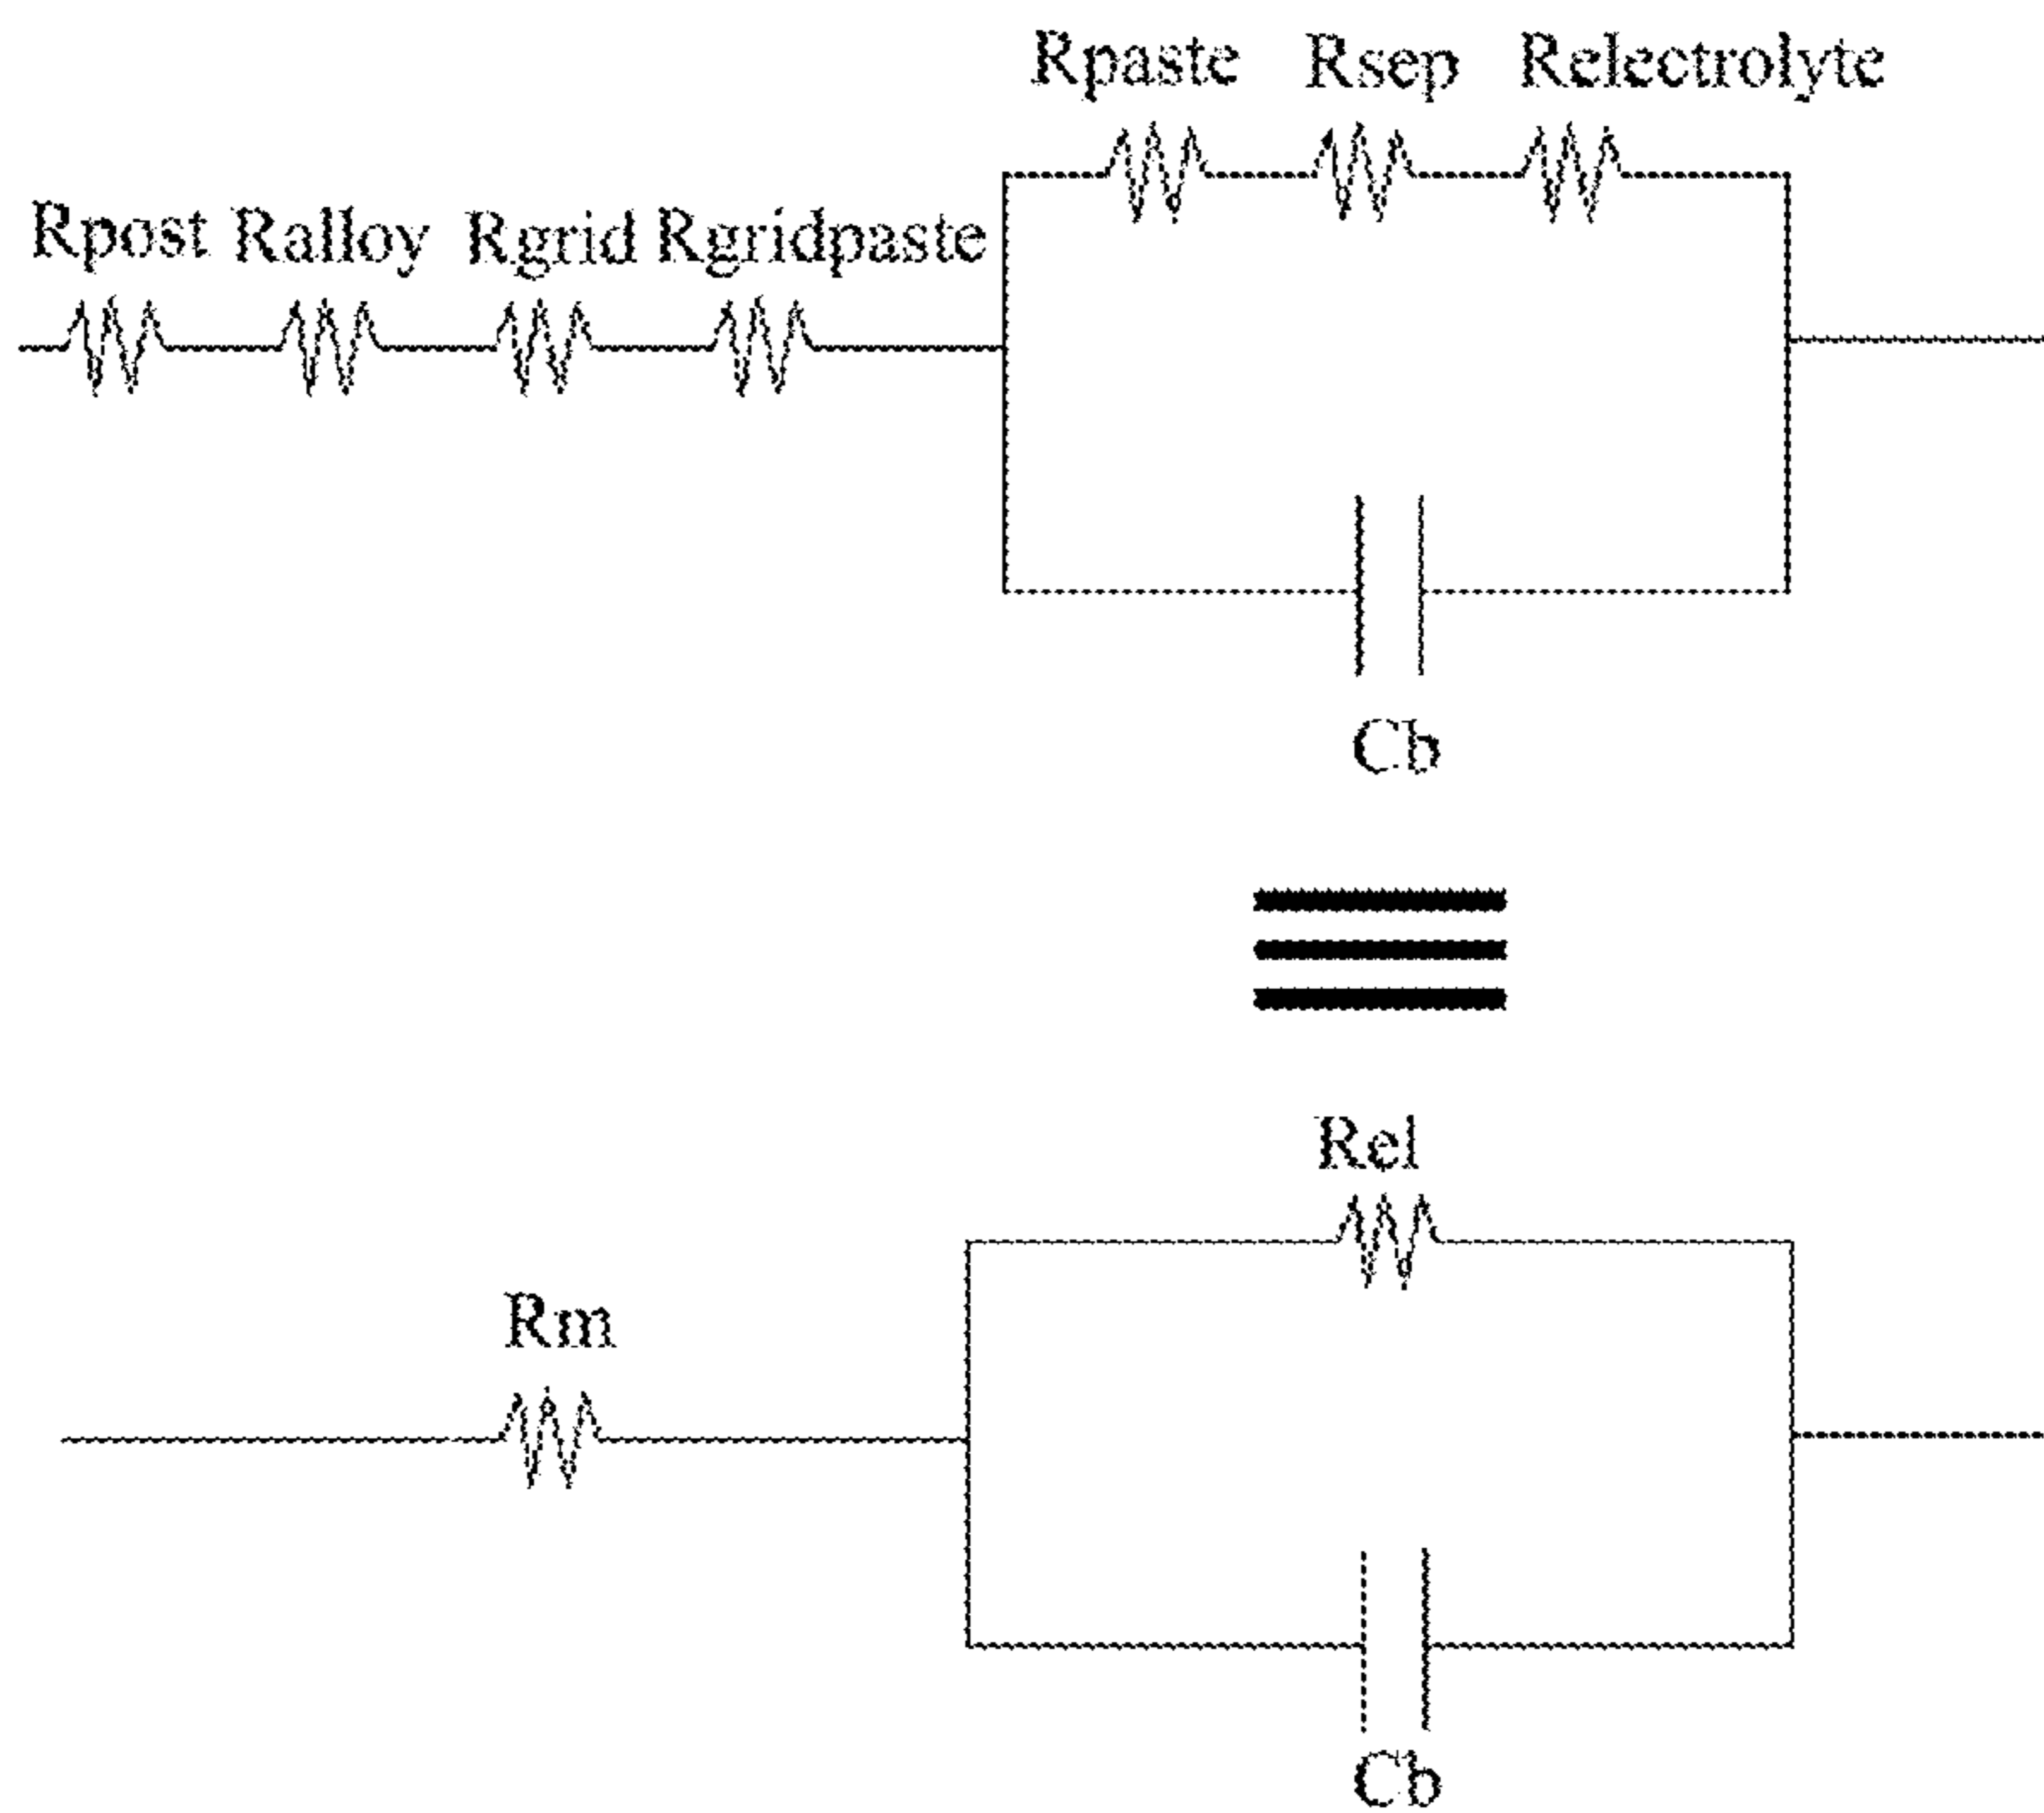 Rpaste Rsep Relectrolyte
Rpost Ralloy Rgrid Rgridpaste
Cb
Rel
Rm
Cb